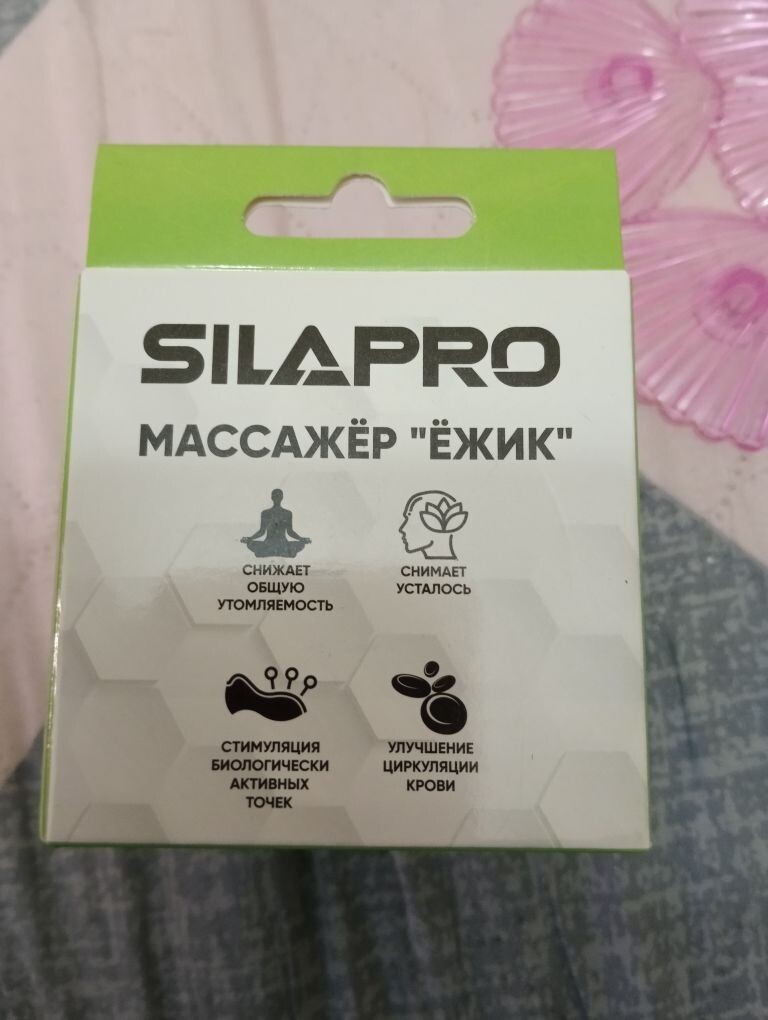 SILAPRO
МАССАЖЁР "ЁЖИК"
СНИЖАЕТ
ОБЩУЮ
УТОМЛЯЕМОСТЬ
СНИМАЕТ
УСТАЛОСЬ
СТИМУЛЯЦИЯ
БИОЛОГИЧЕСКИ
АКТИВНЫХ
ТОЧЕК
УЛУЧШЕНИЕ
ЦИРКУЛЯЦИИ
КРОВИ